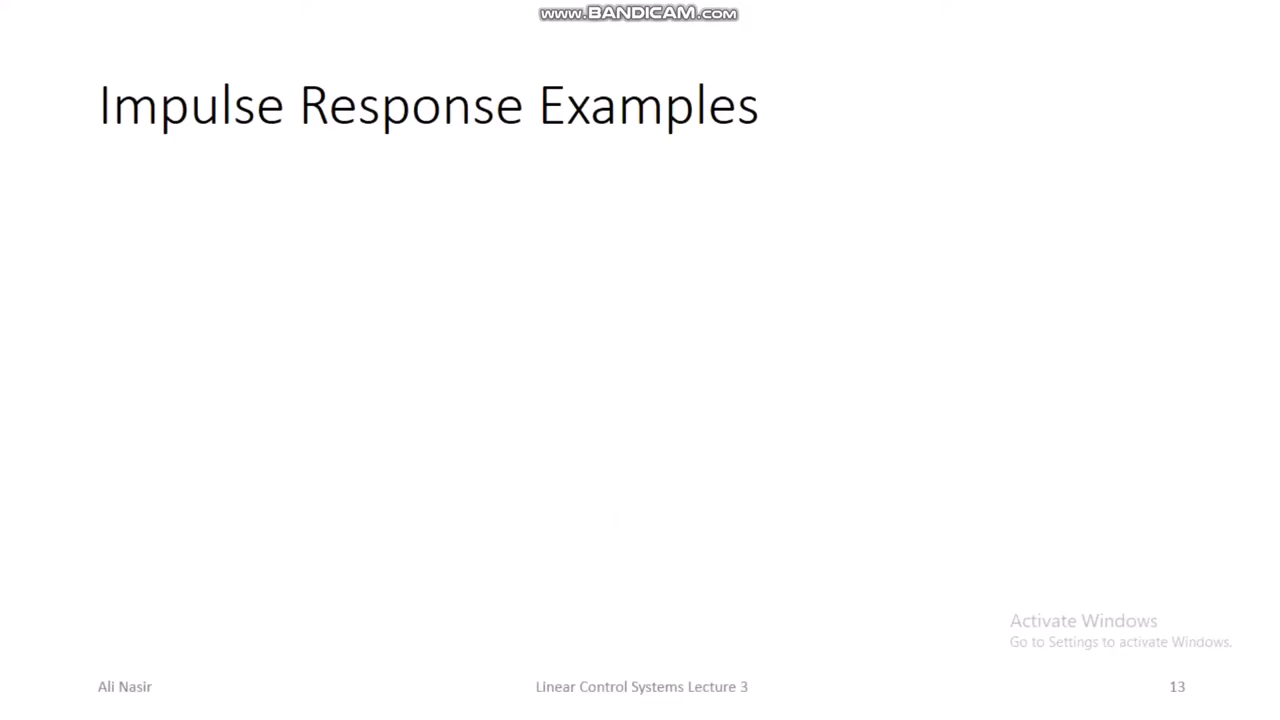 www.BANDICAM.com
Impulse Response Examples
Activate Windows
Go to Settings to activate Windows.
Ali Nasir
Linear Control Systems Lecture 3
13